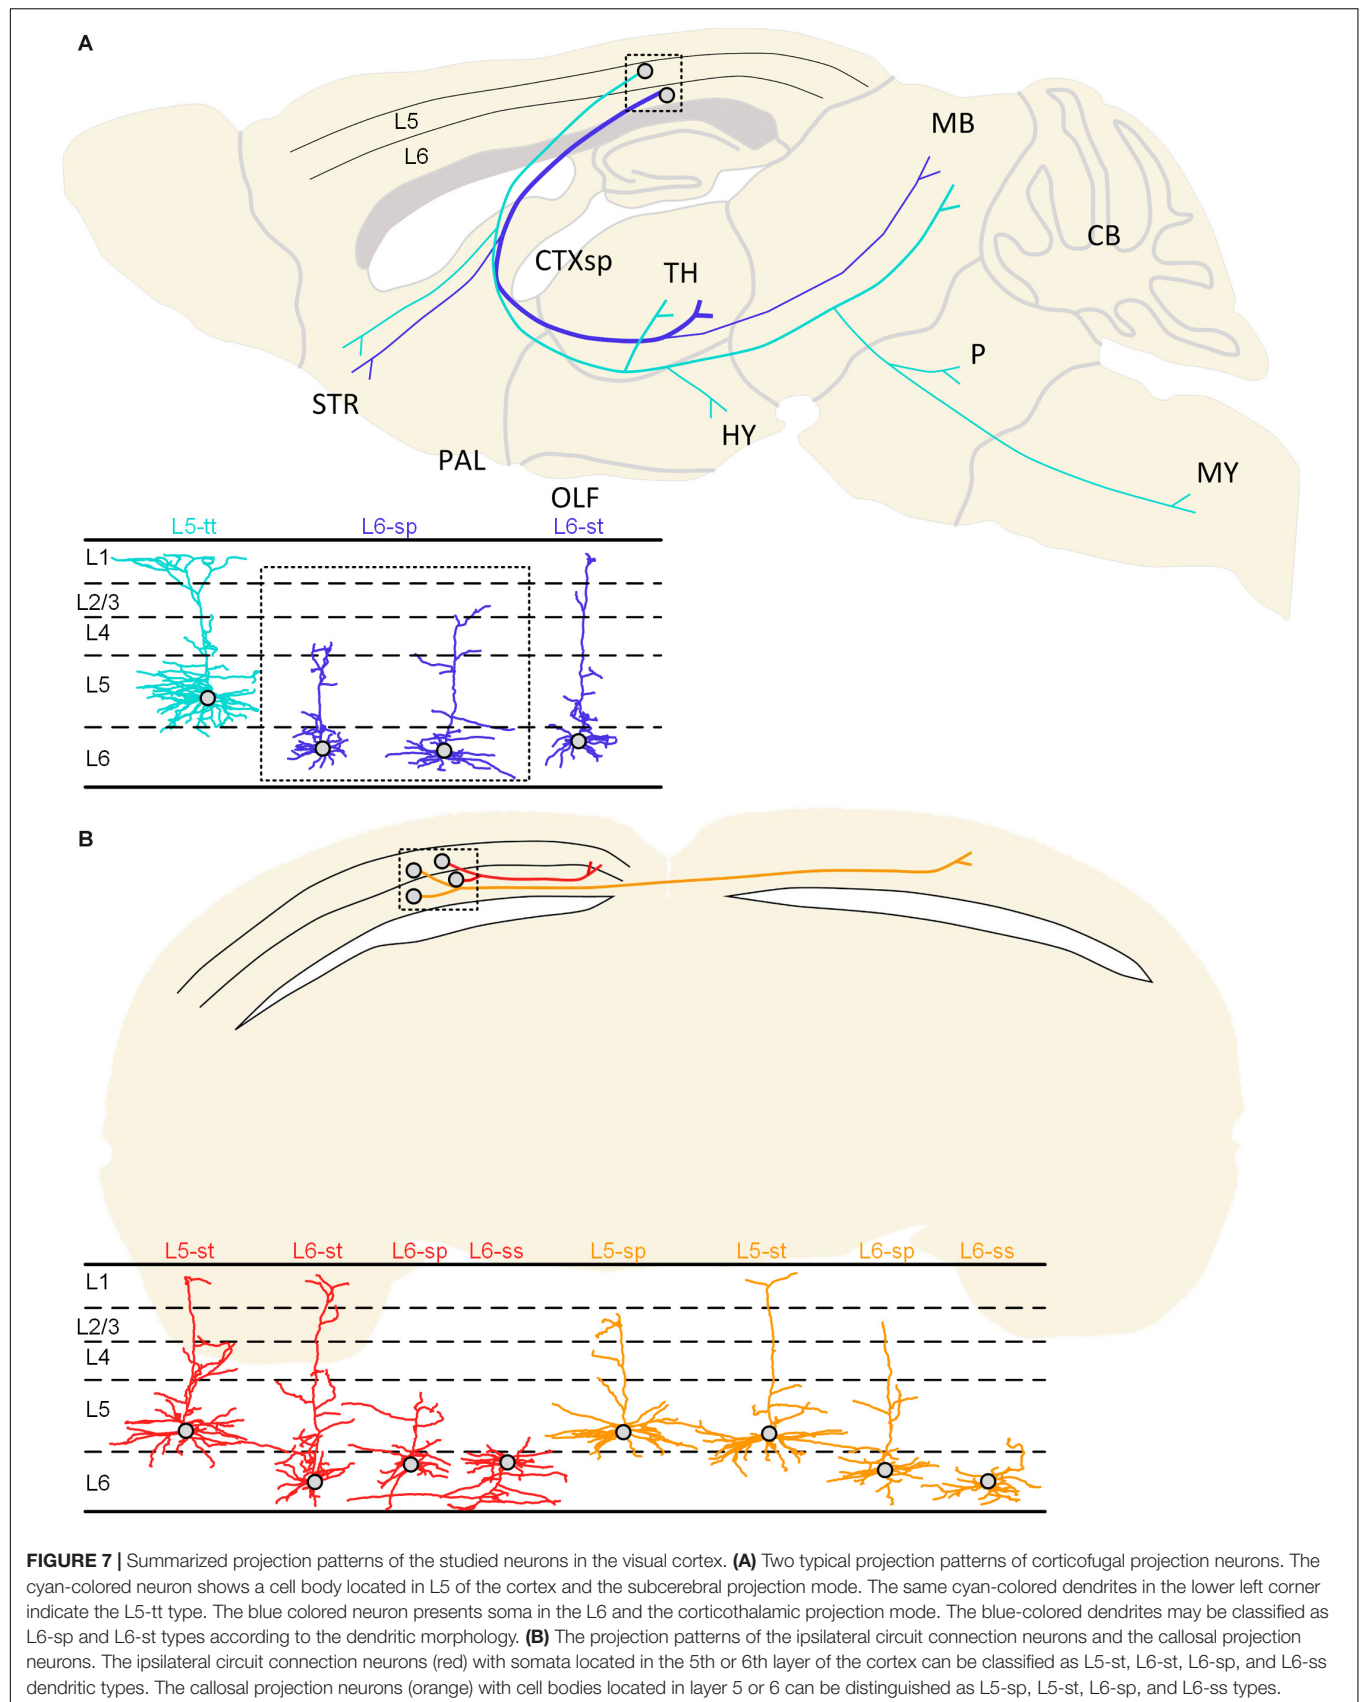 A
L5
L6
MB
CB
CTXsp
TH
STR
P
HY
PAL
MY
OLF
L5-tt L6-sp L6-st
L1
L2/3
L4
L5
L6
B
L5-st L6-st L6-sp L6-ss L5-sp L5-st L6-sp L6-ss
L1
L2/3
L4
L5
L6
FIGURE 7 | Summarized projection patterns of the studied neurons in the visual cortex. (A) Two typical projection patterns of corticofugal projection neurons. The
cyan-colored neuron shows a cell body located in L5 of the cortex and the subcerebral projection mode. The same cyan-colored dendrites in the lower left corner
indicate the L5-tt type. The blue colored neuron presents soma in the L6 and the corticothalamic projection mode. The blue-colored dendrites may be classified as
L6-sp and L6-st types according to the dendritic morphology. (B) The projection patterns of the ipsilateral circuit connection neurons and the callosal projection
neurons. The ipsilateral circuit connection neurons (red) with somata located in the 5th or 6th layer of the cortex can be classified as L5-st, L6-st, L6-sp, and L6-ss
dendritic types. The callosal projection neurons (orange) with cell bodies located in layer 5 or 6 can be distinguished as L5-sp, L5-st, L6-sp, and L6-ss types.